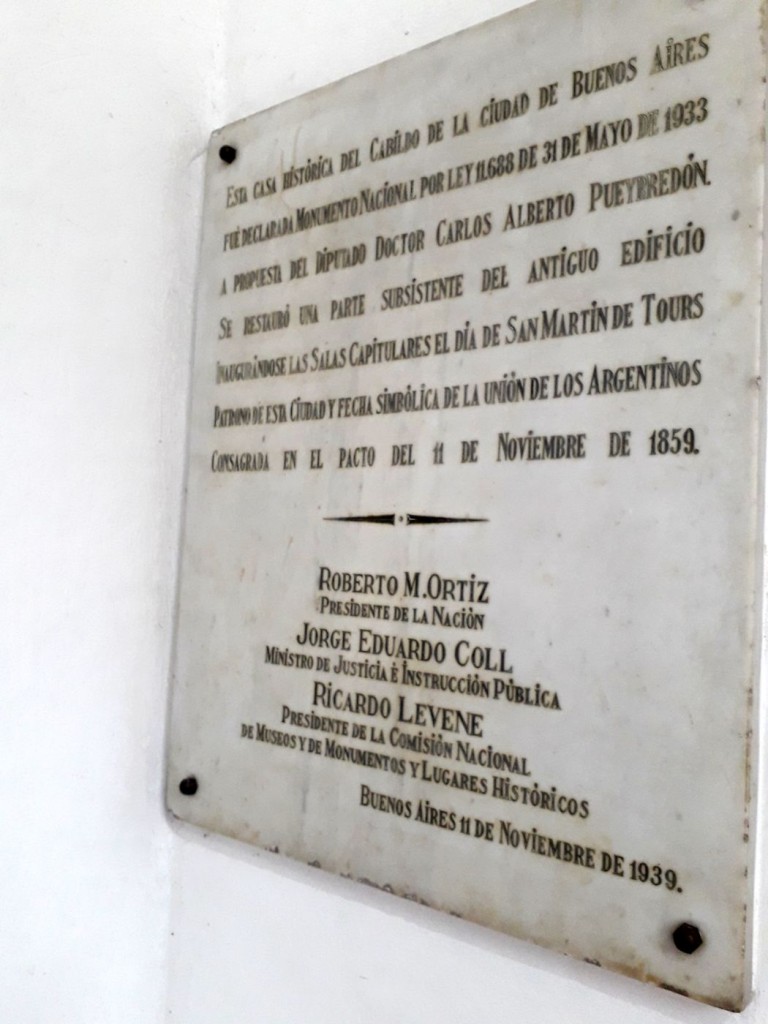 Esta casa histórica del Cabildo de la ciudad de Buenos Aires
fué declarada Monumento Nacional por Ley 11.688 de 31 de Mayo de 1933
a propuesta del Diputado Doctor Carlos Alberto Pueyrredón.
Se restauró una parte subsistente del antiguo edificio
inaugurándose las Salas Capitulares el día de San Martin de Tours
Patrono de esta Ciudad y fecha simbólica de la unión de los Argentinos
Consagrada en el pacto del 11 de Noviembre de 1859.
Roberto M. Ortiz
Presidente de la Nación
Jorge Eduardo Coll
Ministro de Justicia é Instrucción Pública
Ricardo Levene
Presidente de la Comisión Nacional
de Museos y de Monumentos y Lugares Históricos
Buenos Aires 11 de Noviembre de 1939.